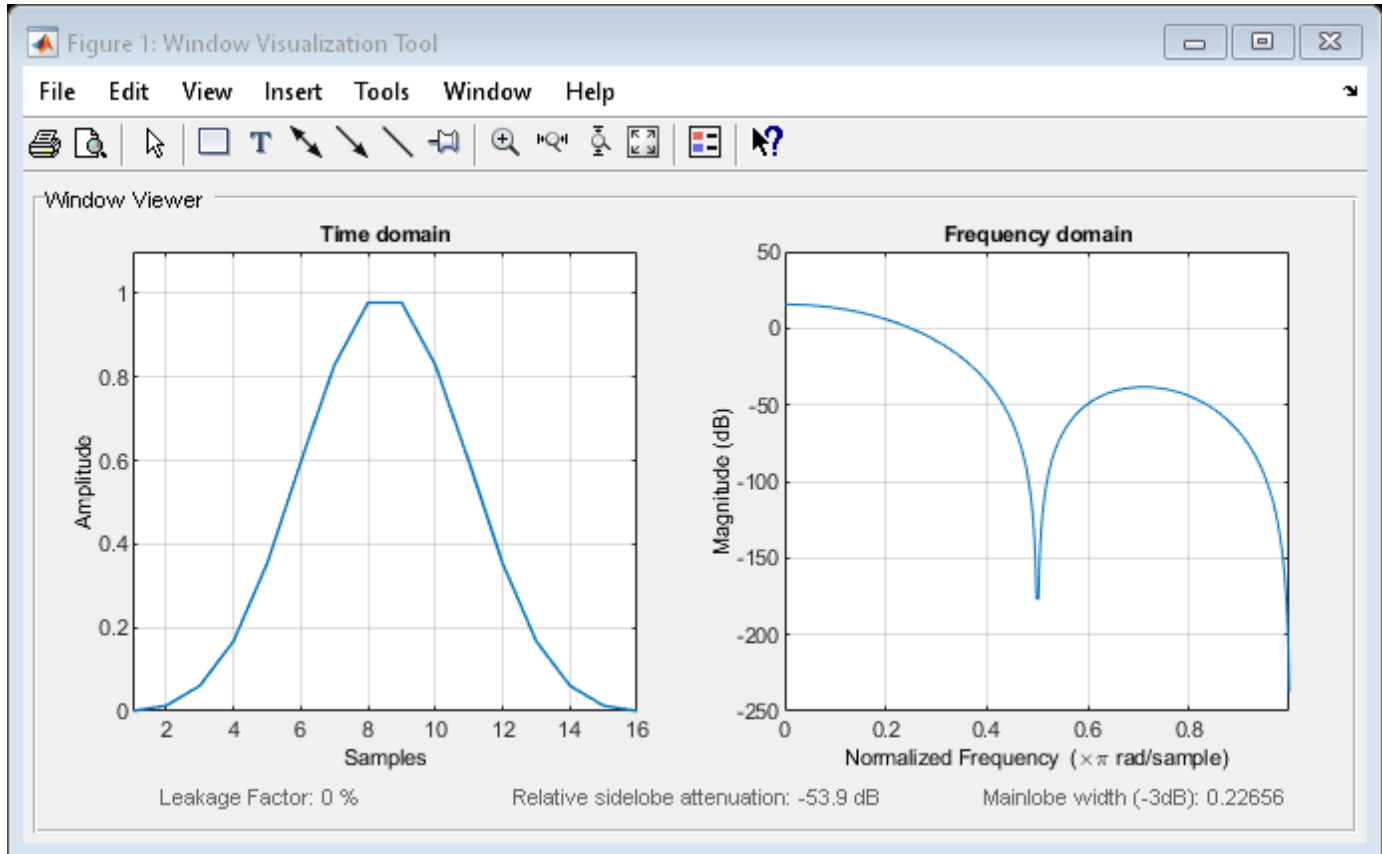 Figure 1: Window Visualization Tool
File Edit View Insert Tools Window Help
T
?
Window Viewer
Time domain
Amplitude
1
0.8
0.6
0.4
0.2
0
2 4 6 8 10 12 14 16
Samples
Frequency domain
Magnitude (dB)
50
0
-50
-100
-150
-200
-250
0 0.2 0.4 0.6 0.8
Normalized Frequency (×π rad/sample)
Leakage Factor: 0 % Relative sidelobe attenuation: -53.9 dB Mainlobe width (-3dB): 0.22656